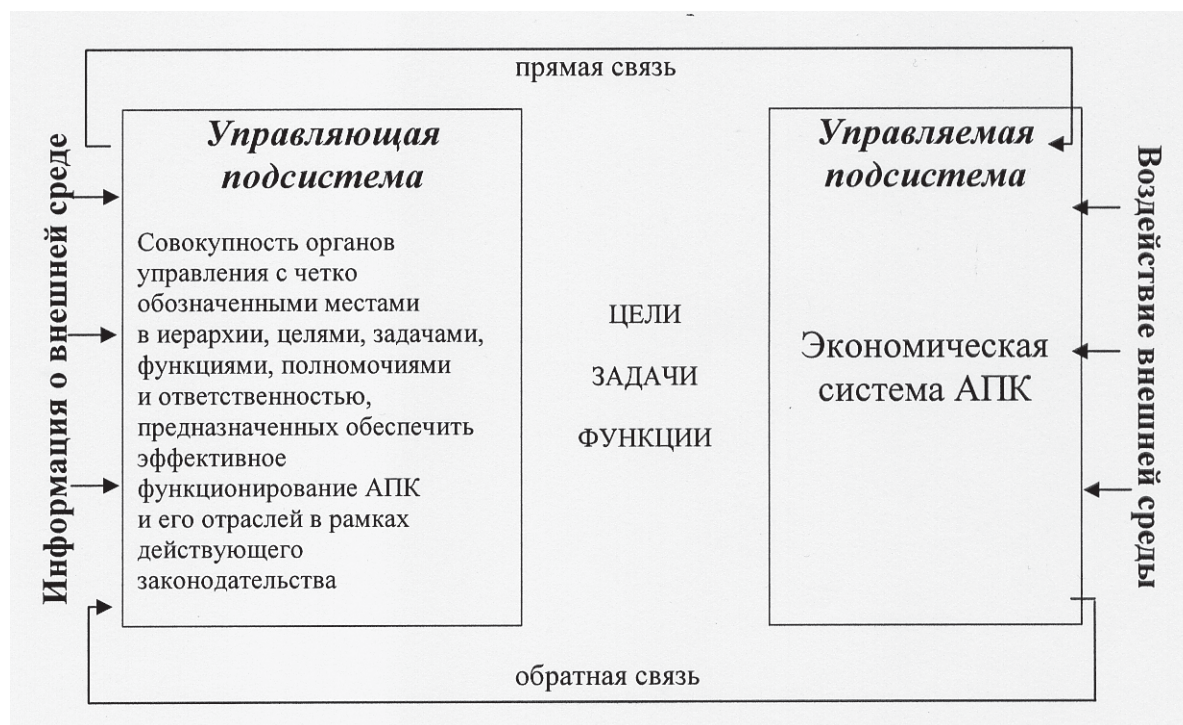 прямая связь
Информация о внешней среде
Управляющая
подсистема
Совокупность органов
управления с четко
обозначенными местами
в иерархии, целями, задачами,
функциями, полномочиями
и ответственностью,
предназначенных обеспечить
эффективное
функционирование АПК
и его отраслей в рамках
действующего
законодательства
ЦЕЛИ
ЗАДАЧИ
ФУНКЦИИ
Управляемая
подсистема
Экономическая
система АПК
Воздействие внешней среды
обратная связь